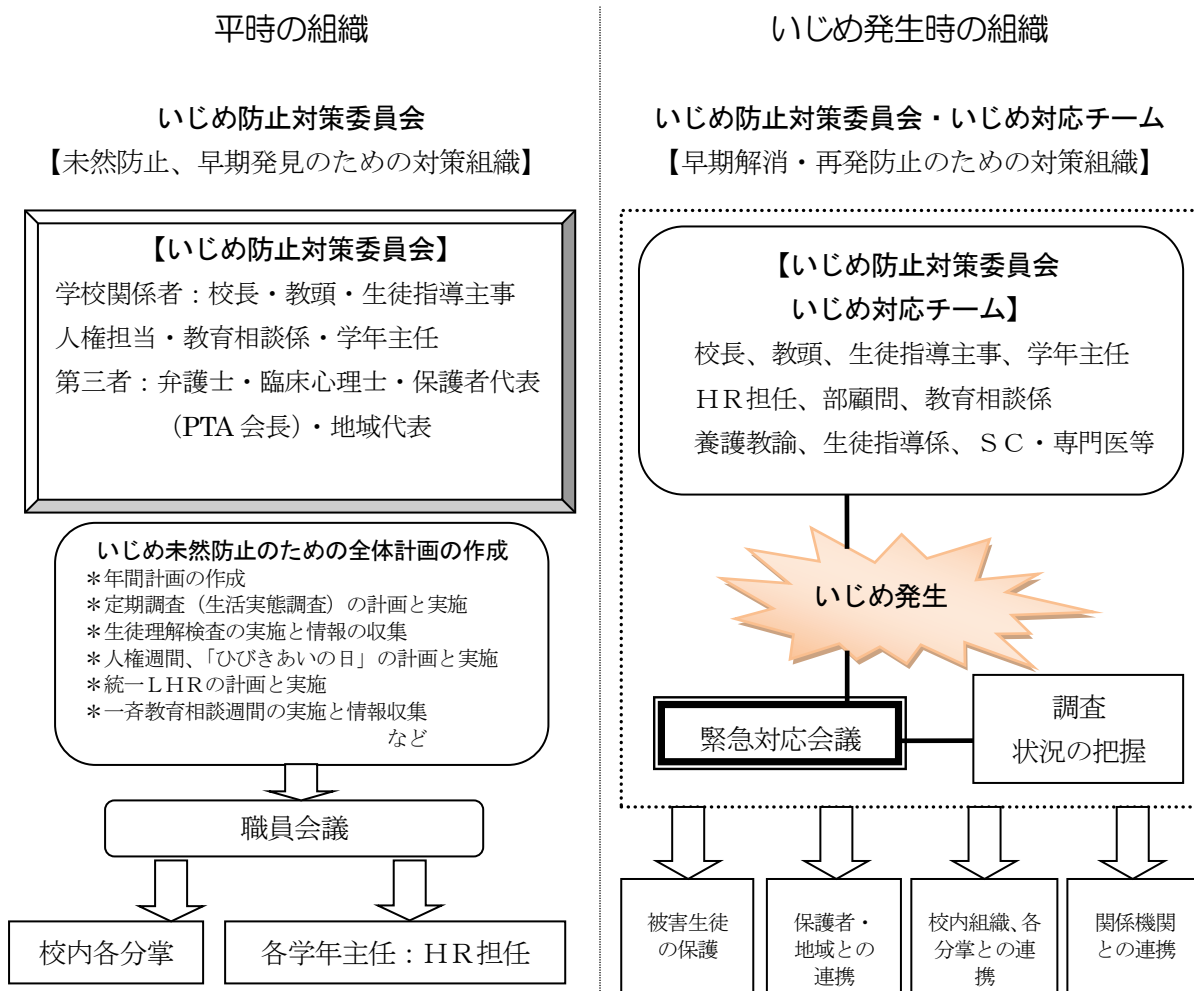 平時の組織
いじめ防止対策委員会
【未然防止、早期発見のための対策組織】
【いじめ防止対策委員会】
学校関係者：校長・教頭・生徒指導主事
人権担当・教育相談係・学年主任
第三者：弁護士・臨床心理士・保護者代表
（PTA 会長）・地域代表
いじめ未然防止のための全体計画の作成
＊年間計画の作成
＊定期調査（生活実態調査）の計画と実施
＊生徒理解検査の実施と情報の収集
＊人権週間、「ひびきあいの日」の計画と実施
＊統一ＬＨＲの計画と実施
＊一斉教育相談週間の実施と情報収集
など
職員会議
校内各分掌
各学年主任：ＨＲ担任
いじめ発生時の組織
いじめ防止対策委員会・いじめ対応チーム
【早期解消・再発防止のための対策組織】
【いじめ防止対策委員会
いじめ対応チーム】
校長、教頭、生徒指導主事、学年主任
ＨＲ担任、部顧問、教育相談係
養護教諭、生徒指導係、ＳＣ・専門医等
いじめ発生
緊急対応会議
調査
状況の把握
被害生徒
の保護
保護者・
地域との
連携
校内組織、各
分掌との連
携
関係機関
との連携